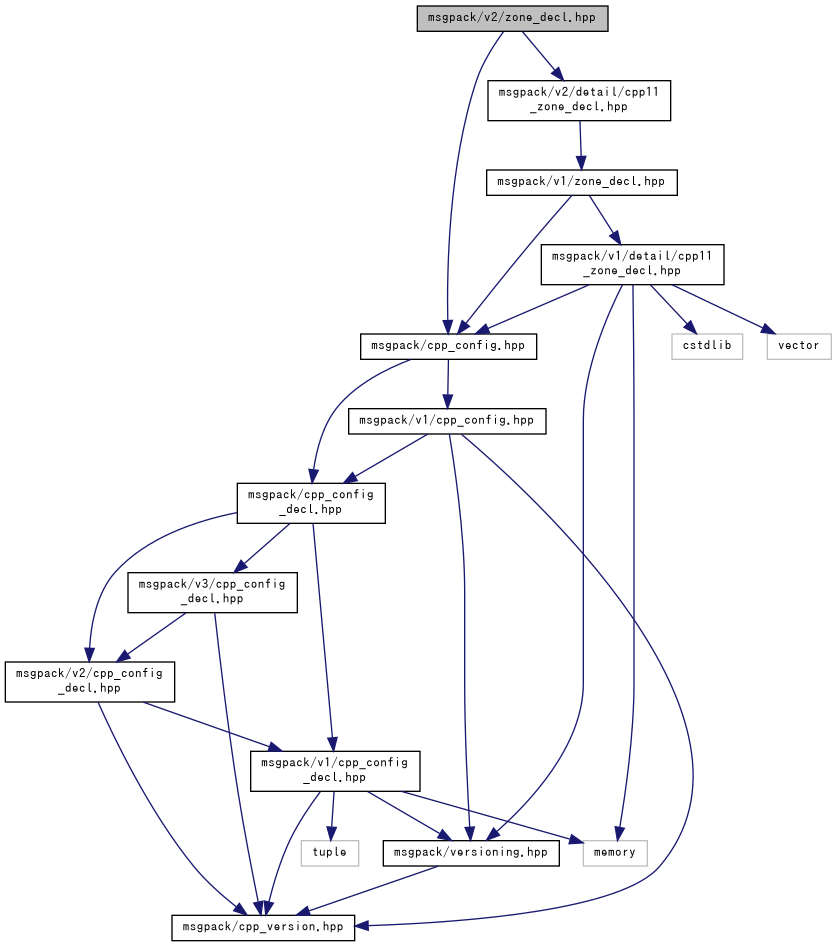 msgpack/v2/zone_decl.hpp
msgpack/v2/detail/cpp11
_zone_decl.hpp
msgpack/v1/zone_decl.hpp
msgpack/v1/detail/cpp11
_zone_decl.hpp
msgpack/cpp_config.hpp
cstdlib
vector
msgpack/v1/cpp_config.hpp
msgpack/cpp_config
_decl.hpp
msgpack/v3/cpp_config
_decl.hpp
msgpack/v2/cpp_config
_decl.hpp
msgpack/v1/cpp_config
_decl.hpp
tuple
msgpack/versioning.hpp
memory
msgpack/cpp_version.hpp